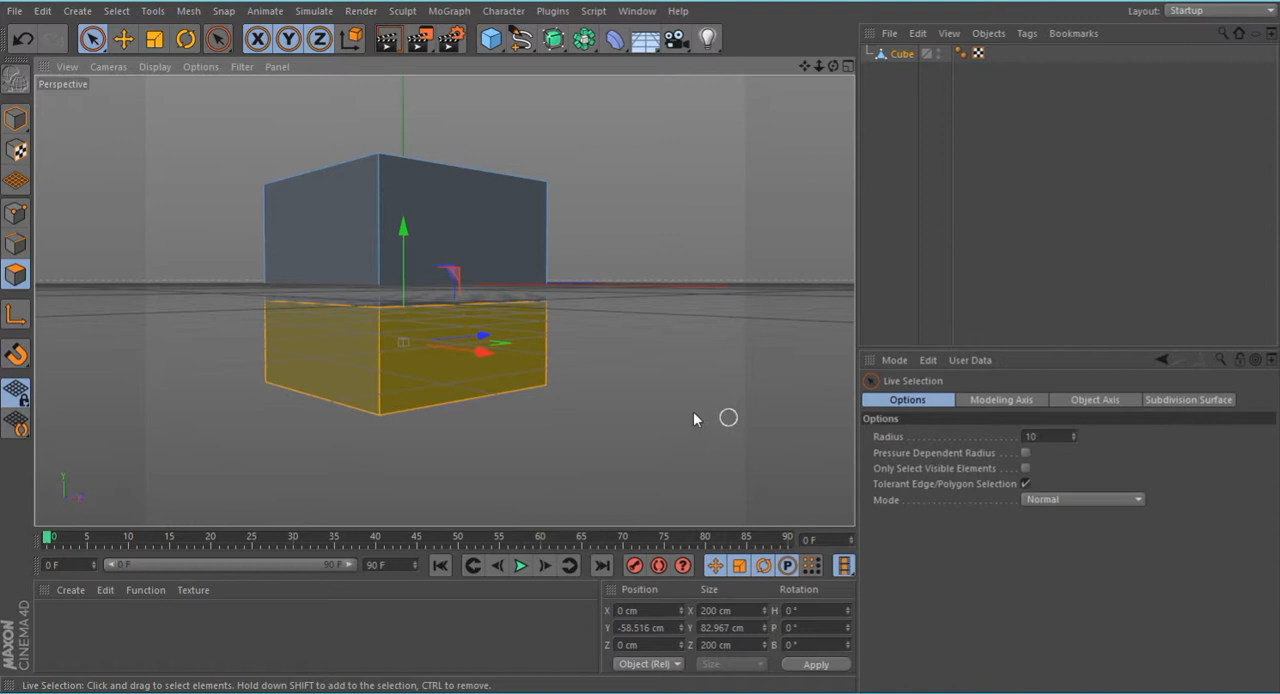 File Edit Create Select Tools Mesh Snap Animate Simulate Render Sculpt MoGraph Character Plugins Script Window Help Layout: Startup
X Y Z
File Edit View Objects Tags Bookmarks
Cube
View Cameras Display Options Filter Panel
Perspective
Y
Mode Edit User Data
Live Selection
Options Modeling Axis Object Axis Subdivision Surface
Options
Radius 10
Pressure Dependent Radius
Only Select Visible Elements
Tolerant Edge/Polygon Selection
Mode Normal
0 5 10 15 20 25 30 35 40 45 50 55 60 65 70 75 80 85 90 0 F
0 F 0 F 90 F 90 F P
Create Edit Function Texture
Position Size Rotation
X 0 cm X 200 cm H 0 °
Y -58.516 cm Y 82.967 cm P 0 °
Z 0 cm Z 200 cm B 0 °
Object (Rel) Size Apply
MAXON
CINEMA 4D
Live Selection: Click and drag to select elements. Hold down SHIFT to add to the selection, CTRL to remove.